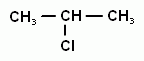 CH₃ — CH — CH₃
Cl